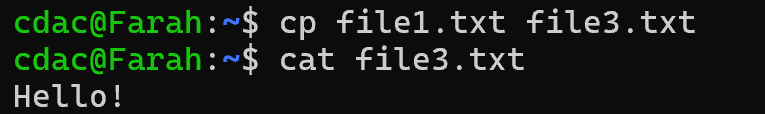 cdac@Farah:~$ cp file1.txt file3.txt
cdac@Farah:~$ cat file3.txt
Hello!